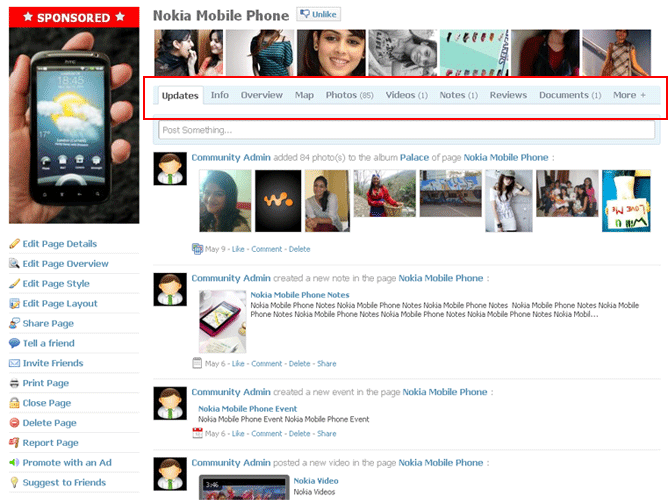 SPONSORED
Nokia Mobile Phone
Unlike
Updates Info Overview Map Photos (85) Videos (1) Notes (1) Reviews Documents (1) More +
Post Something...
Community Admin added 84 photo(s) to the album Palace of page Nokia Mobile Phone :
LOVE ME
May 9 - Like - Comment - Delete
Community Admin created a new note in the page Nokia Mobile Phone :
Nokia Mobile Phone Notes
Nokia Mobile Phone Notes Nokia Mobile Phone Notes Nokia Mobile Phone Notes Nokia Mobile Phone Notes Nokia Mobile
Phone Notes Nokia Mobile Phone Notes Nokia Mobile Phone Notes Nokia Mobile Phone Notes Nokia Mobil...
May 6 - Like - Comment - Delete - Share
Community Admin created a new event in the page Nokia Mobile Phone :
Nokia Mobile Phone Event
Nokia Mobile Phone Event Nokia Mobile Phone Event
May 6 - Like - Comment - Delete - Share
Community Admin posted a new video in the page Nokia Mobile Phone :
3:46
Nokia Video
Nokia Videos
htc
18:45
Edit Page Details
Edit Page Overview
Edit Page Style
Edit Page Layout
Share Page
Tell a friend
Invite Friends
Print Page
Close Page
Delete Page
Report Page
Promote with an Ad
Suggest to Friends